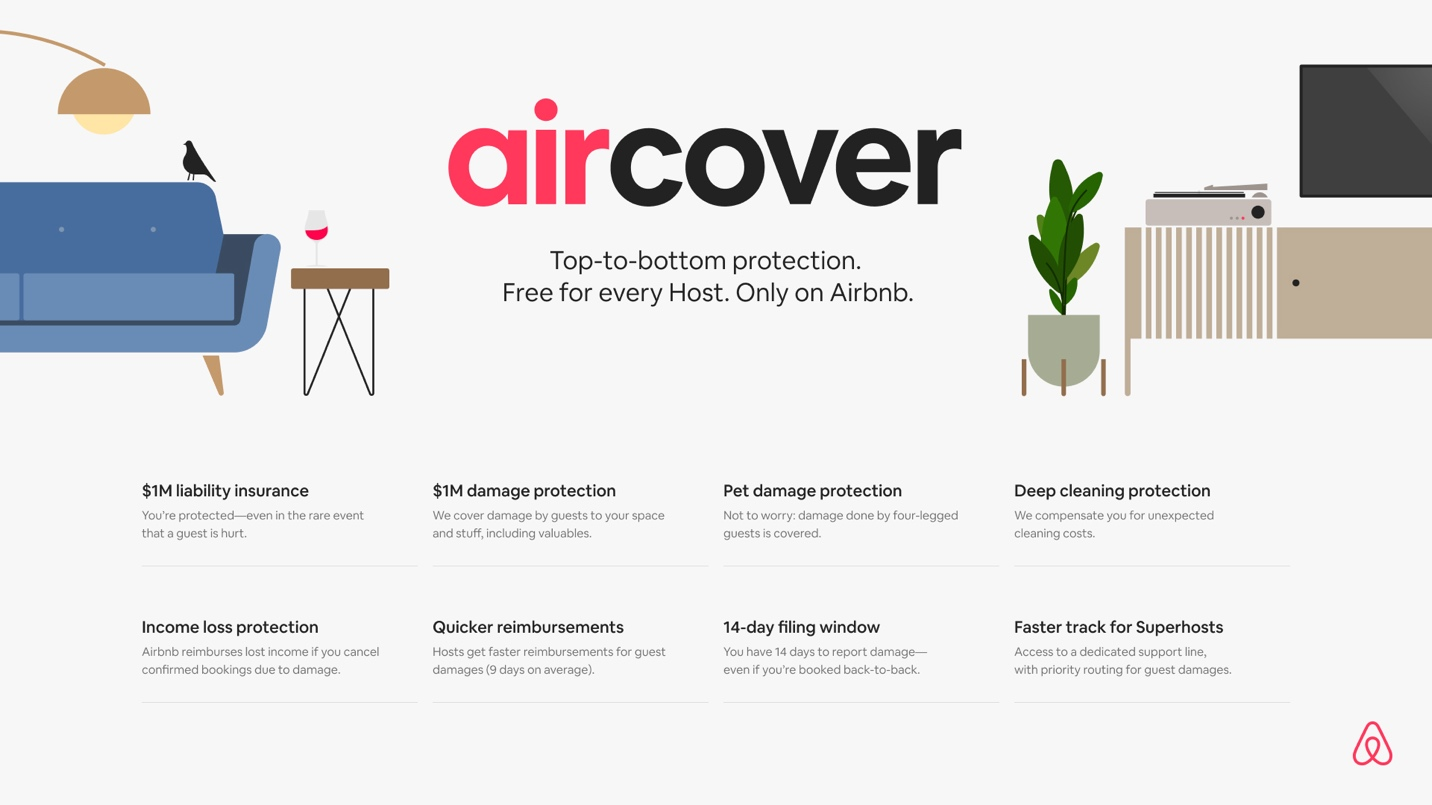 aircover
Top-to-bottom protection.
Free for every Host. Only on Airbnb.
$1M liability insurance
You're protected—even in the rare event
that a guest is hurt.
$1M damage protection
We cover damage by guests to your space
and stuff, including valuables.
Pet damage protection
Not to worry: damage done by four-legged
guests is covered.
Deep cleaning protection
We compensate you for unexpected
cleaning costs.
Income loss protection
Airbnb reimburses lost income if you cancel
confirmed bookings due to damage.
Quicker reimbursements
Hosts get faster reimbursements for guest
damages (9 days on average).
14-day filing window
You have 14 days to report damage—
even if you're booked back-to-back.
Faster track for Superhosts
Access to a dedicated support line,
with priority routing for guest damages.